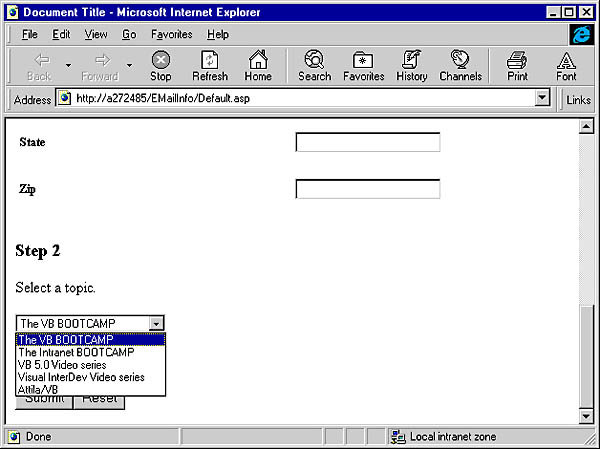 Document Title - Microsoft Internet Explorer
File Edit View Go Favorites Help
Back Forward Stop Refresh Home Search Favorites History Channels Print Font
Address http://a272485/EMailInfo/Default.asp Links
State
Zip
Step 2
Select a topic.
The VB BOOTCAMP
The VB BOOTCAMP
The Intranet BOOTCAMP
VB 5.0 Video series
Visual InterDev Video series
Attila/VB
Submit Reset
Done Local intranet zone